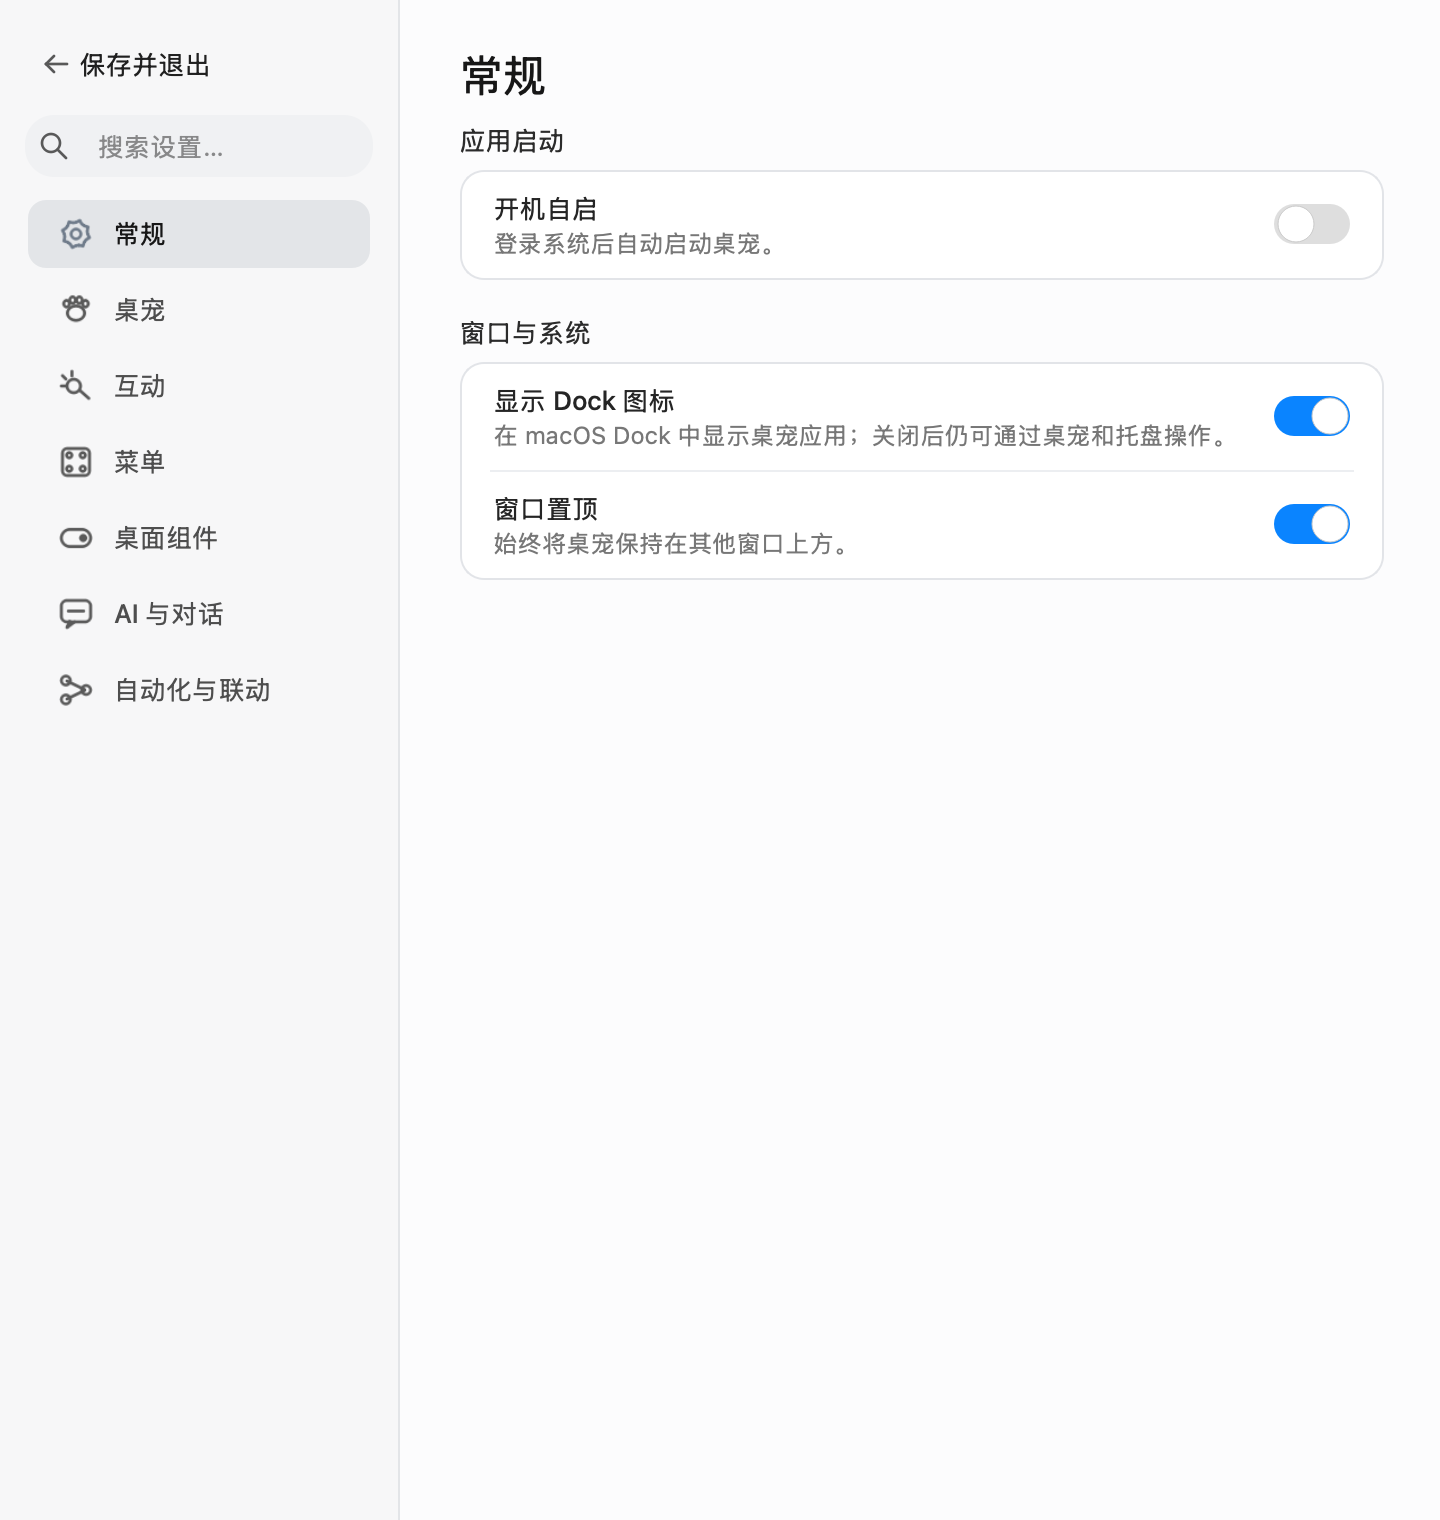 保存并退出
搜索设置...
常规
桌宠
互动
菜单
桌面组件
AI 与对话
自动化与联动
常规
应用启动
开机自启
登录系统后自动启动桌宠。
窗口与系统
显示 Dock 图标
在 macOS Dock 中显示桌宠应用；关闭后仍可通过桌宠和托盘操作。
窗口置顶
始终将桌宠保持在其他窗口上方。